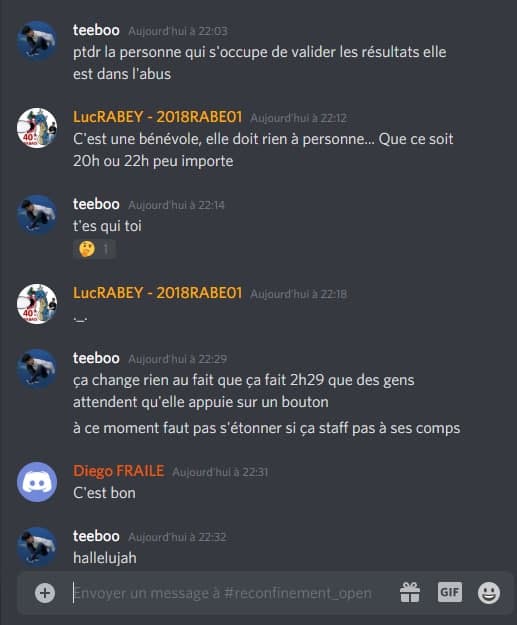 teeboo Aujourd'hui à 22:03
ptdr la personne qui s'occupe de valider les résultats elle
est dans l'abus
LucRABEY - 2018RABE01 Aujourd'hui à 22:12
C'est une bénévole, elle doit rien à personne... Que ce soit
20h ou 22h peu importe
teeboo Aujourd'hui à 22:14
t'es qui toi
🤔 1
LucRABEY - 2018RABE01 Aujourd'hui à 22:18
._.
teeboo Aujourd'hui à 22:29
ça change rien au fait que ça fait 2h29 que des gens
attendent qu'elle appuie sur un bouton
à ce moment faut pas s'étonner si ça staff pas à ses comps
Diego FRAILE Aujourd'hui à 22:31
C'est bon
teeboo Aujourd'hui à 22:32
hallelujah
Envoyer un message à #reconfinement_open
GIF